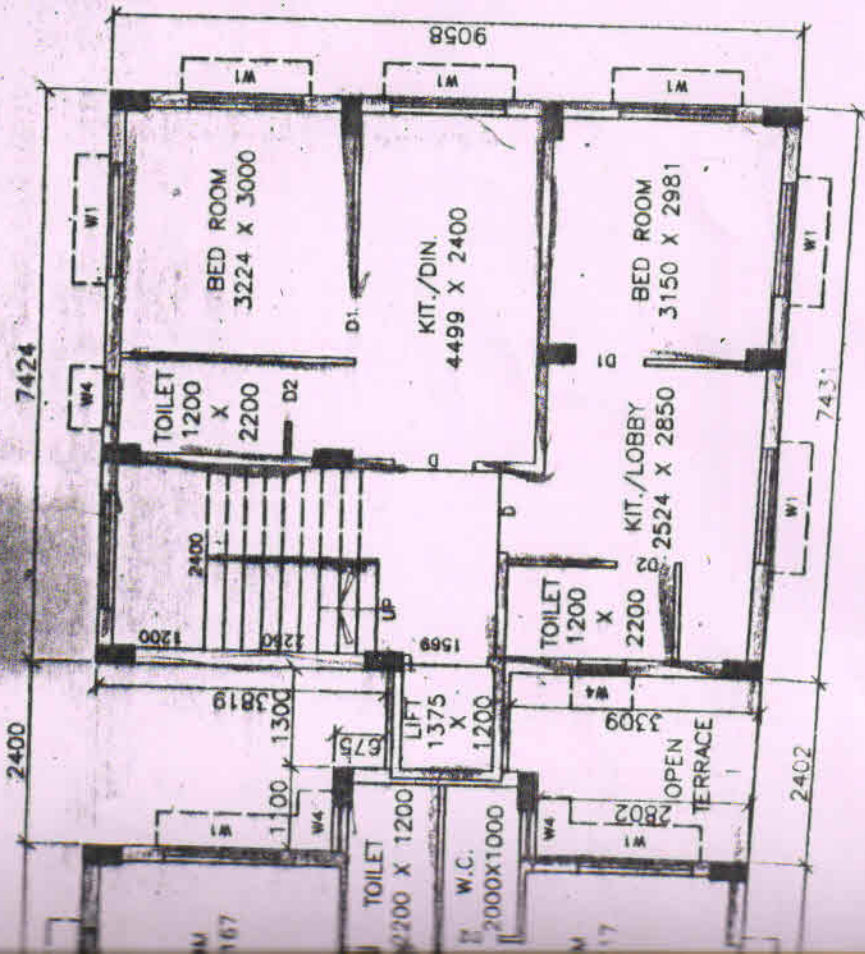 9058
W1
W1
W1
W1
BED ROOM
3224 X 3000
D1.
KIT./DIN.
4499 X 2400
BED ROOM
3150 X 2981
W1
7424
W4
TOILET
1200
X
2200
D2
D
D1
7431
KIT./LOBBY
2524 X 2850
W1
D
D2
2400
1200
2250
UP
1569
TOILET
1200
X
2200
2400
3819
1300
675
LIFT
1375
X
1200
W4
3309
OPEN
TERRACE
2802
2402
1100
W1
W4
TOILET
2200 X 1200
W.C.
2000X1000
W4
W1
167
17